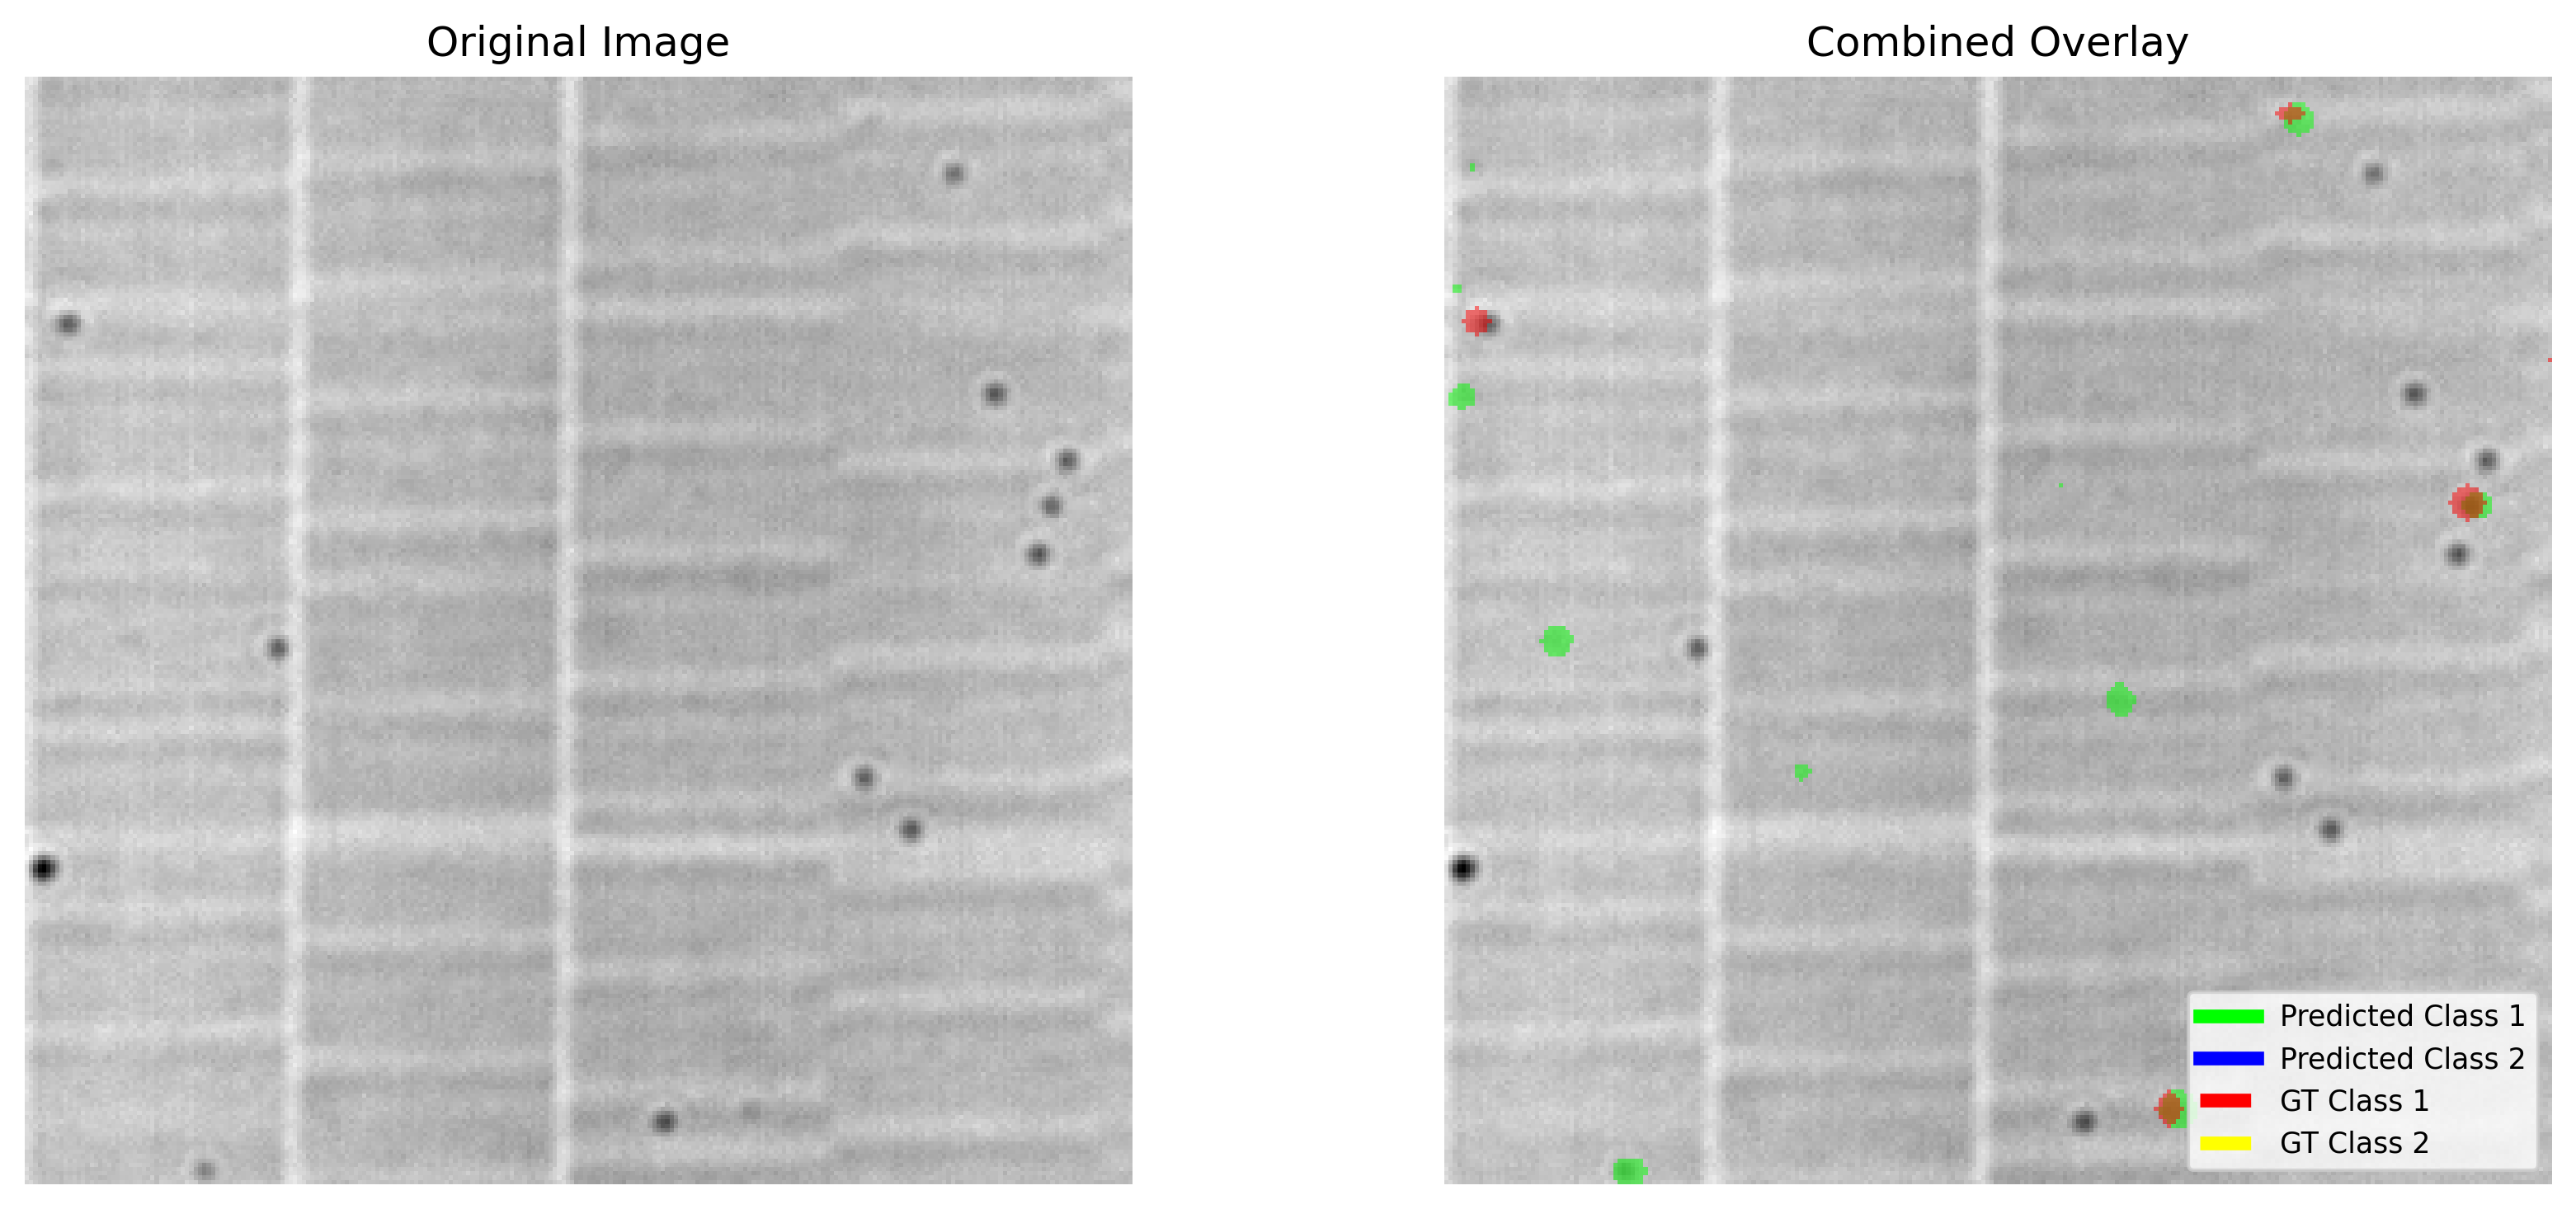 Original Image
Combined Overlay
Predicted Class 1
Predicted Class 2
GT Class 1
GT Class 2